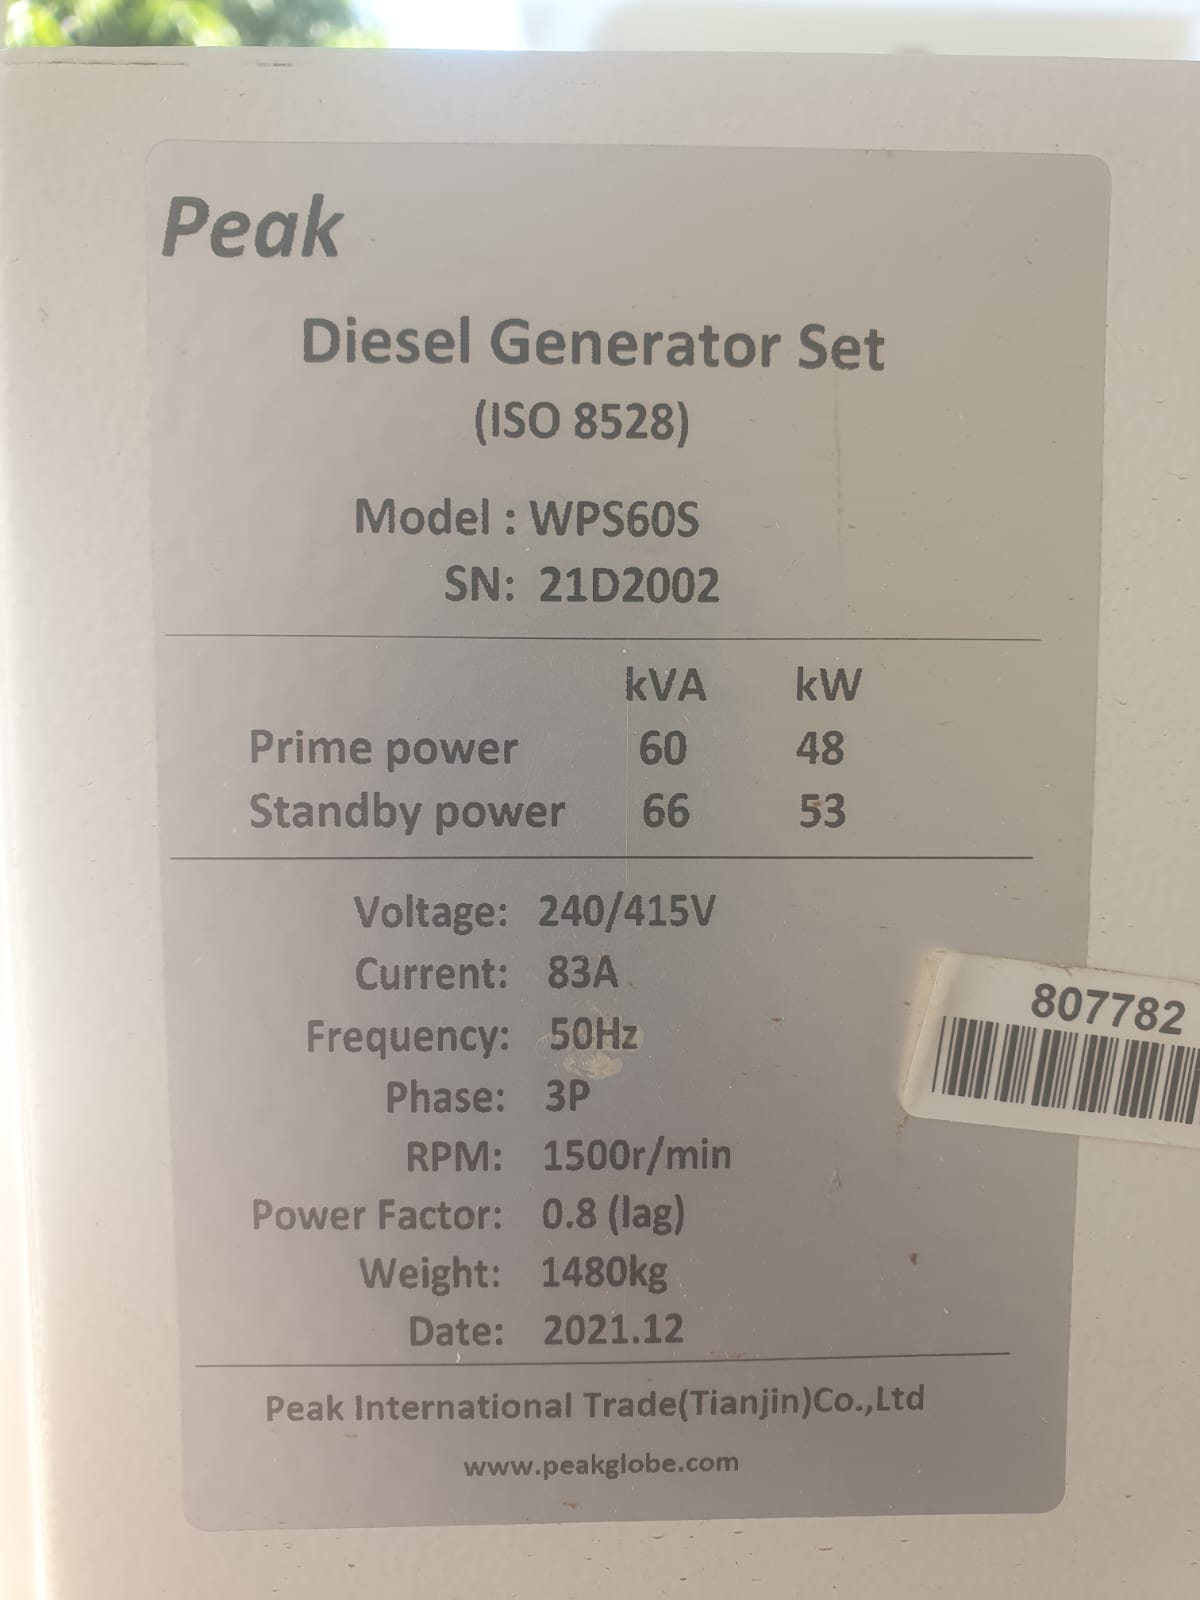 Peak
Diesel Generator Set
(ISO 8528)
Model : WPS60S
SN: 21D2002
kVA kW
Prime power 60 48
Standby power 66 53
Voltage: 240/415V
Current: 83A
Frequency: 50Hz
Phase: 3P
RPM: 1500r/min
Power Factor: 0.8 (lag)
Weight: 1480kg
Date: 2021.12
Peak International Trade(Tianjin)Co.,Ltd
www.peakglobe.com
807782